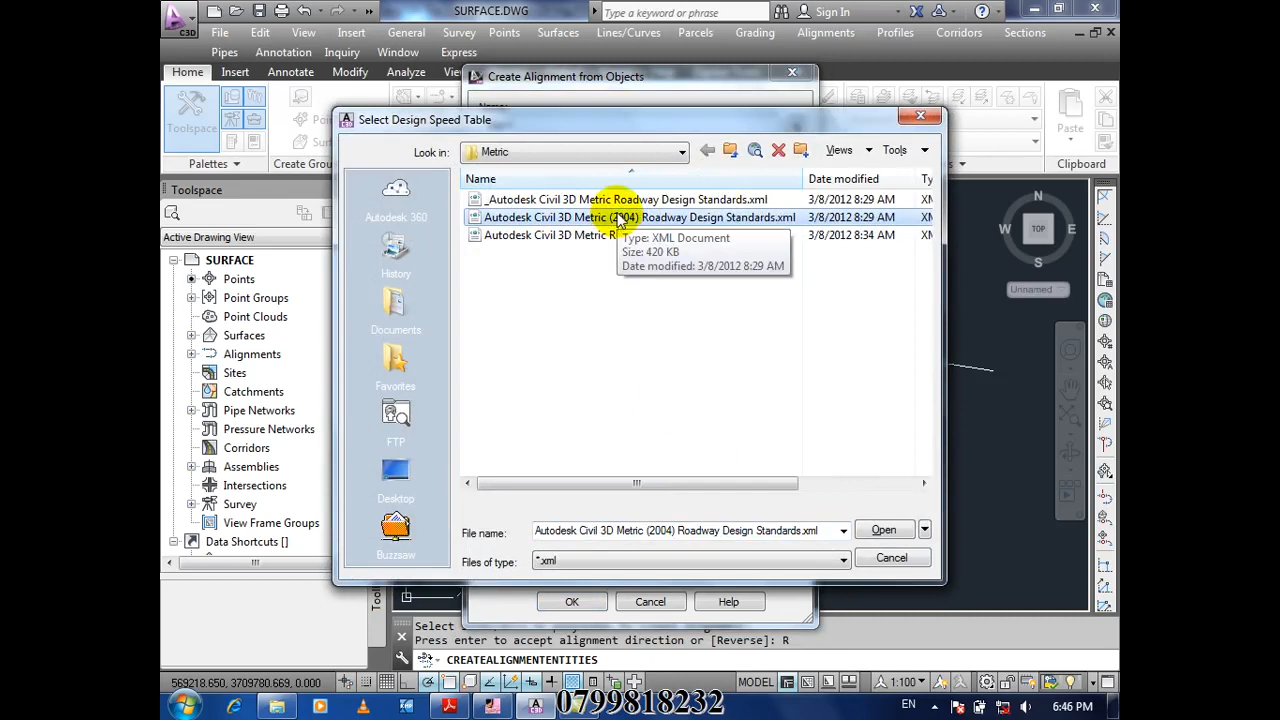 SURFACE.DWG
Type a keyword or phrase
Sign In
C3D
File Edit View Insert General Survey Points Surfaces Lines/Curves Parcels Grading Alignments Profiles Corridors Sections
Pipes Annotation Inquiry Window Express
Home Insert Annotate Modify Analyze
Create Alignment from Objects
Toolspace
Palettes
Create
Paste
Clipboard
Select Design Speed Table
Look in: Metric
Views Tools
Name Date modified
_Autodesk Civil 3D Metric Roadway Design Standards.xml 3/8/2012 8:29 AM
Autodesk Civil 3D Metric (2004) Roadway Design Standards.xml 3/8/2012 8:29 AM
Autodesk Civil 3D Metric R 3/8/2012 8:34 AM
Type: XML Document
Size: 420 KB
Date modified: 3/8/2012 8:29 AM
Autodesk 360
History
Documents
Favorites
FTP
Desktop
Buzzsaw
File name: Autodesk Civil 3D Metric (2004) Roadway Design Standards.xml
Open
Files of type: *.xml
Cancel
OK Cancel Help
Toolspace
Active Drawing View
SURFACE
Points
Point Groups
Point Clouds
Surfaces
Alignments
Sites
Catchments
Pipe Networks
Pressure Networks
Corridors
Assemblies
Intersections
Survey
View Frame Groups
Data Shortcuts []
N
W TOP E
S
Unnamed
Press enter to accept alignment direction or [Reverse]: R
CREATEALIGNMENTENTITIES
569218.650, 3709780.869, 0.000
MODEL
1:100
0799818232
EN
6:46 PM